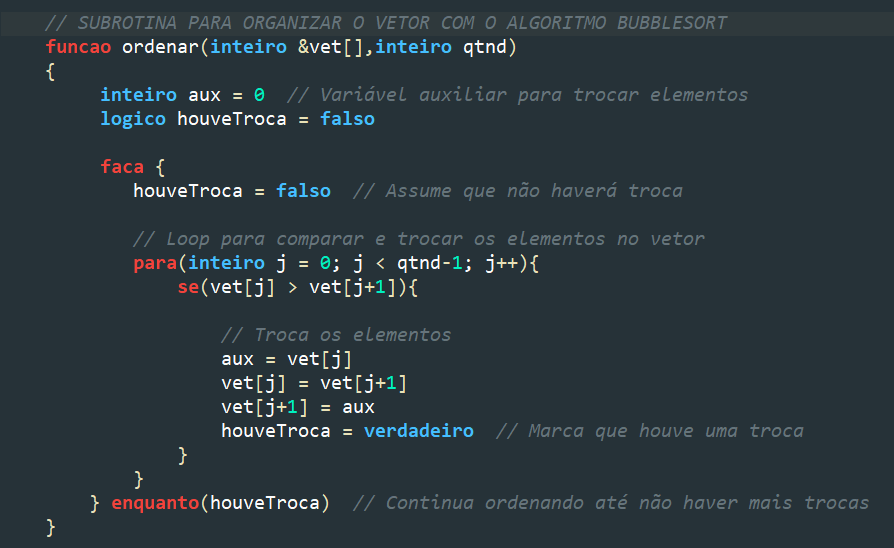 // SUBROTINA PARA ORGANIZAR O VETOR COM O ALGORITMO BUBBLESORT
funcao ordenar(inteiro &vet[],inteiro qtnd)
{
inteiro aux = 0 // Variável auxiliar para trocar elementos
logico houveTroca = falso
faca {
houveTroca = falso // Assume que não haverá troca
// Loop para comparar e trocar os elementos no vetor
para(inteiro j = 0; j < qtnd-1; j++){
se(vet[j] > vet[j+1]){
// Troca os elementos
aux = vet[j]
vet[j] = vet[j+1]
vet[j+1] = aux
houveTroca = verdadeiro // Marca que houve uma troca
}
}
} enquanto(houveTroca) // Continua ordenando até não haver mais trocas
}